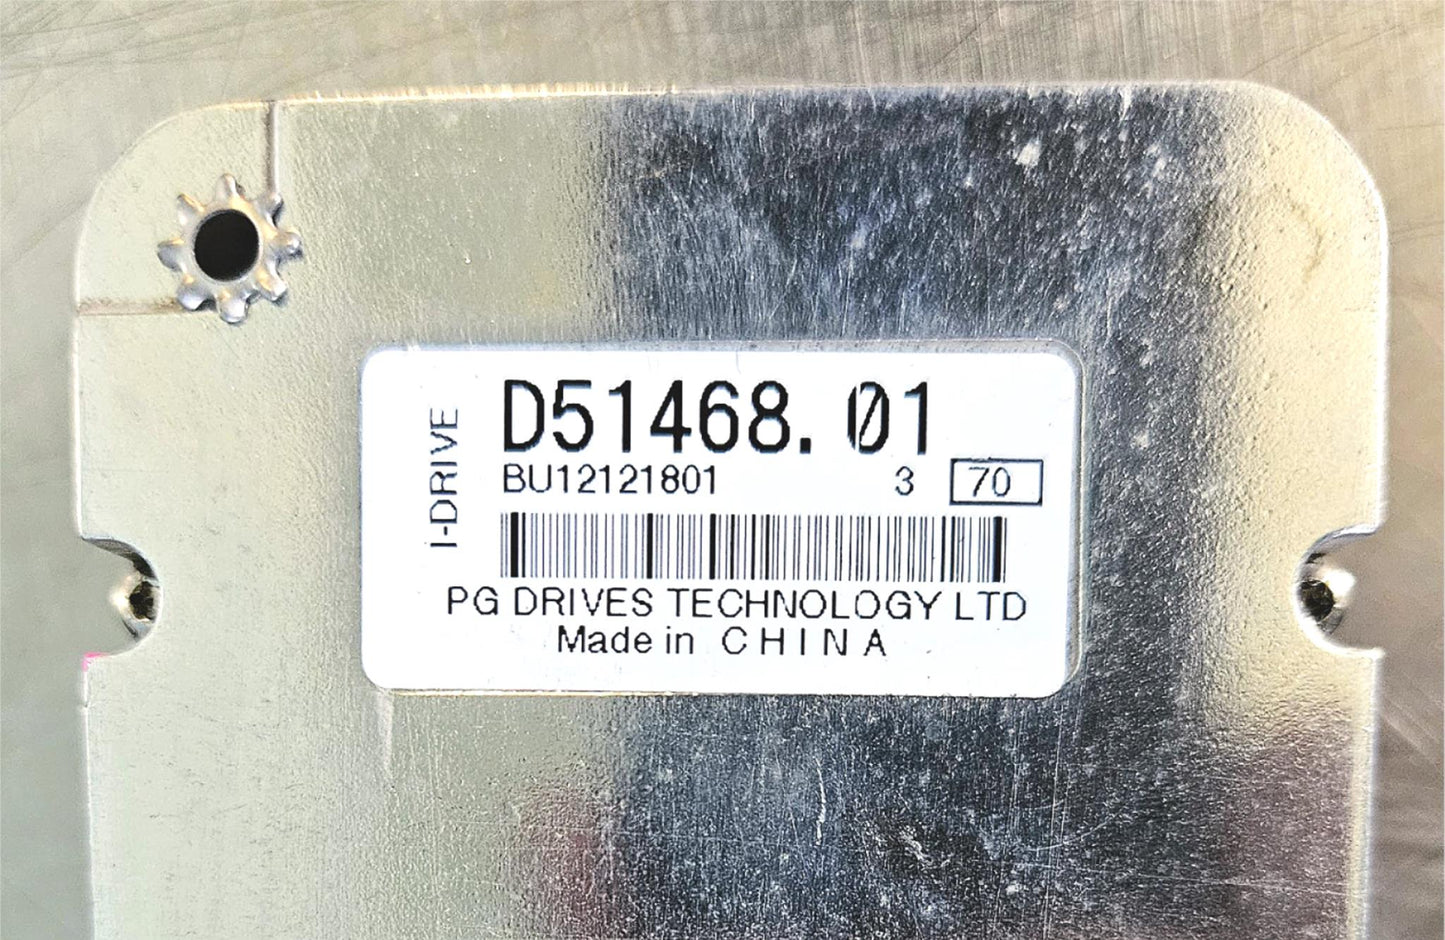 I-DRIVE
D51468.01
BU12121801 3 70
PG DRIVES TECHNOLOGY LTD
Made in CHINA